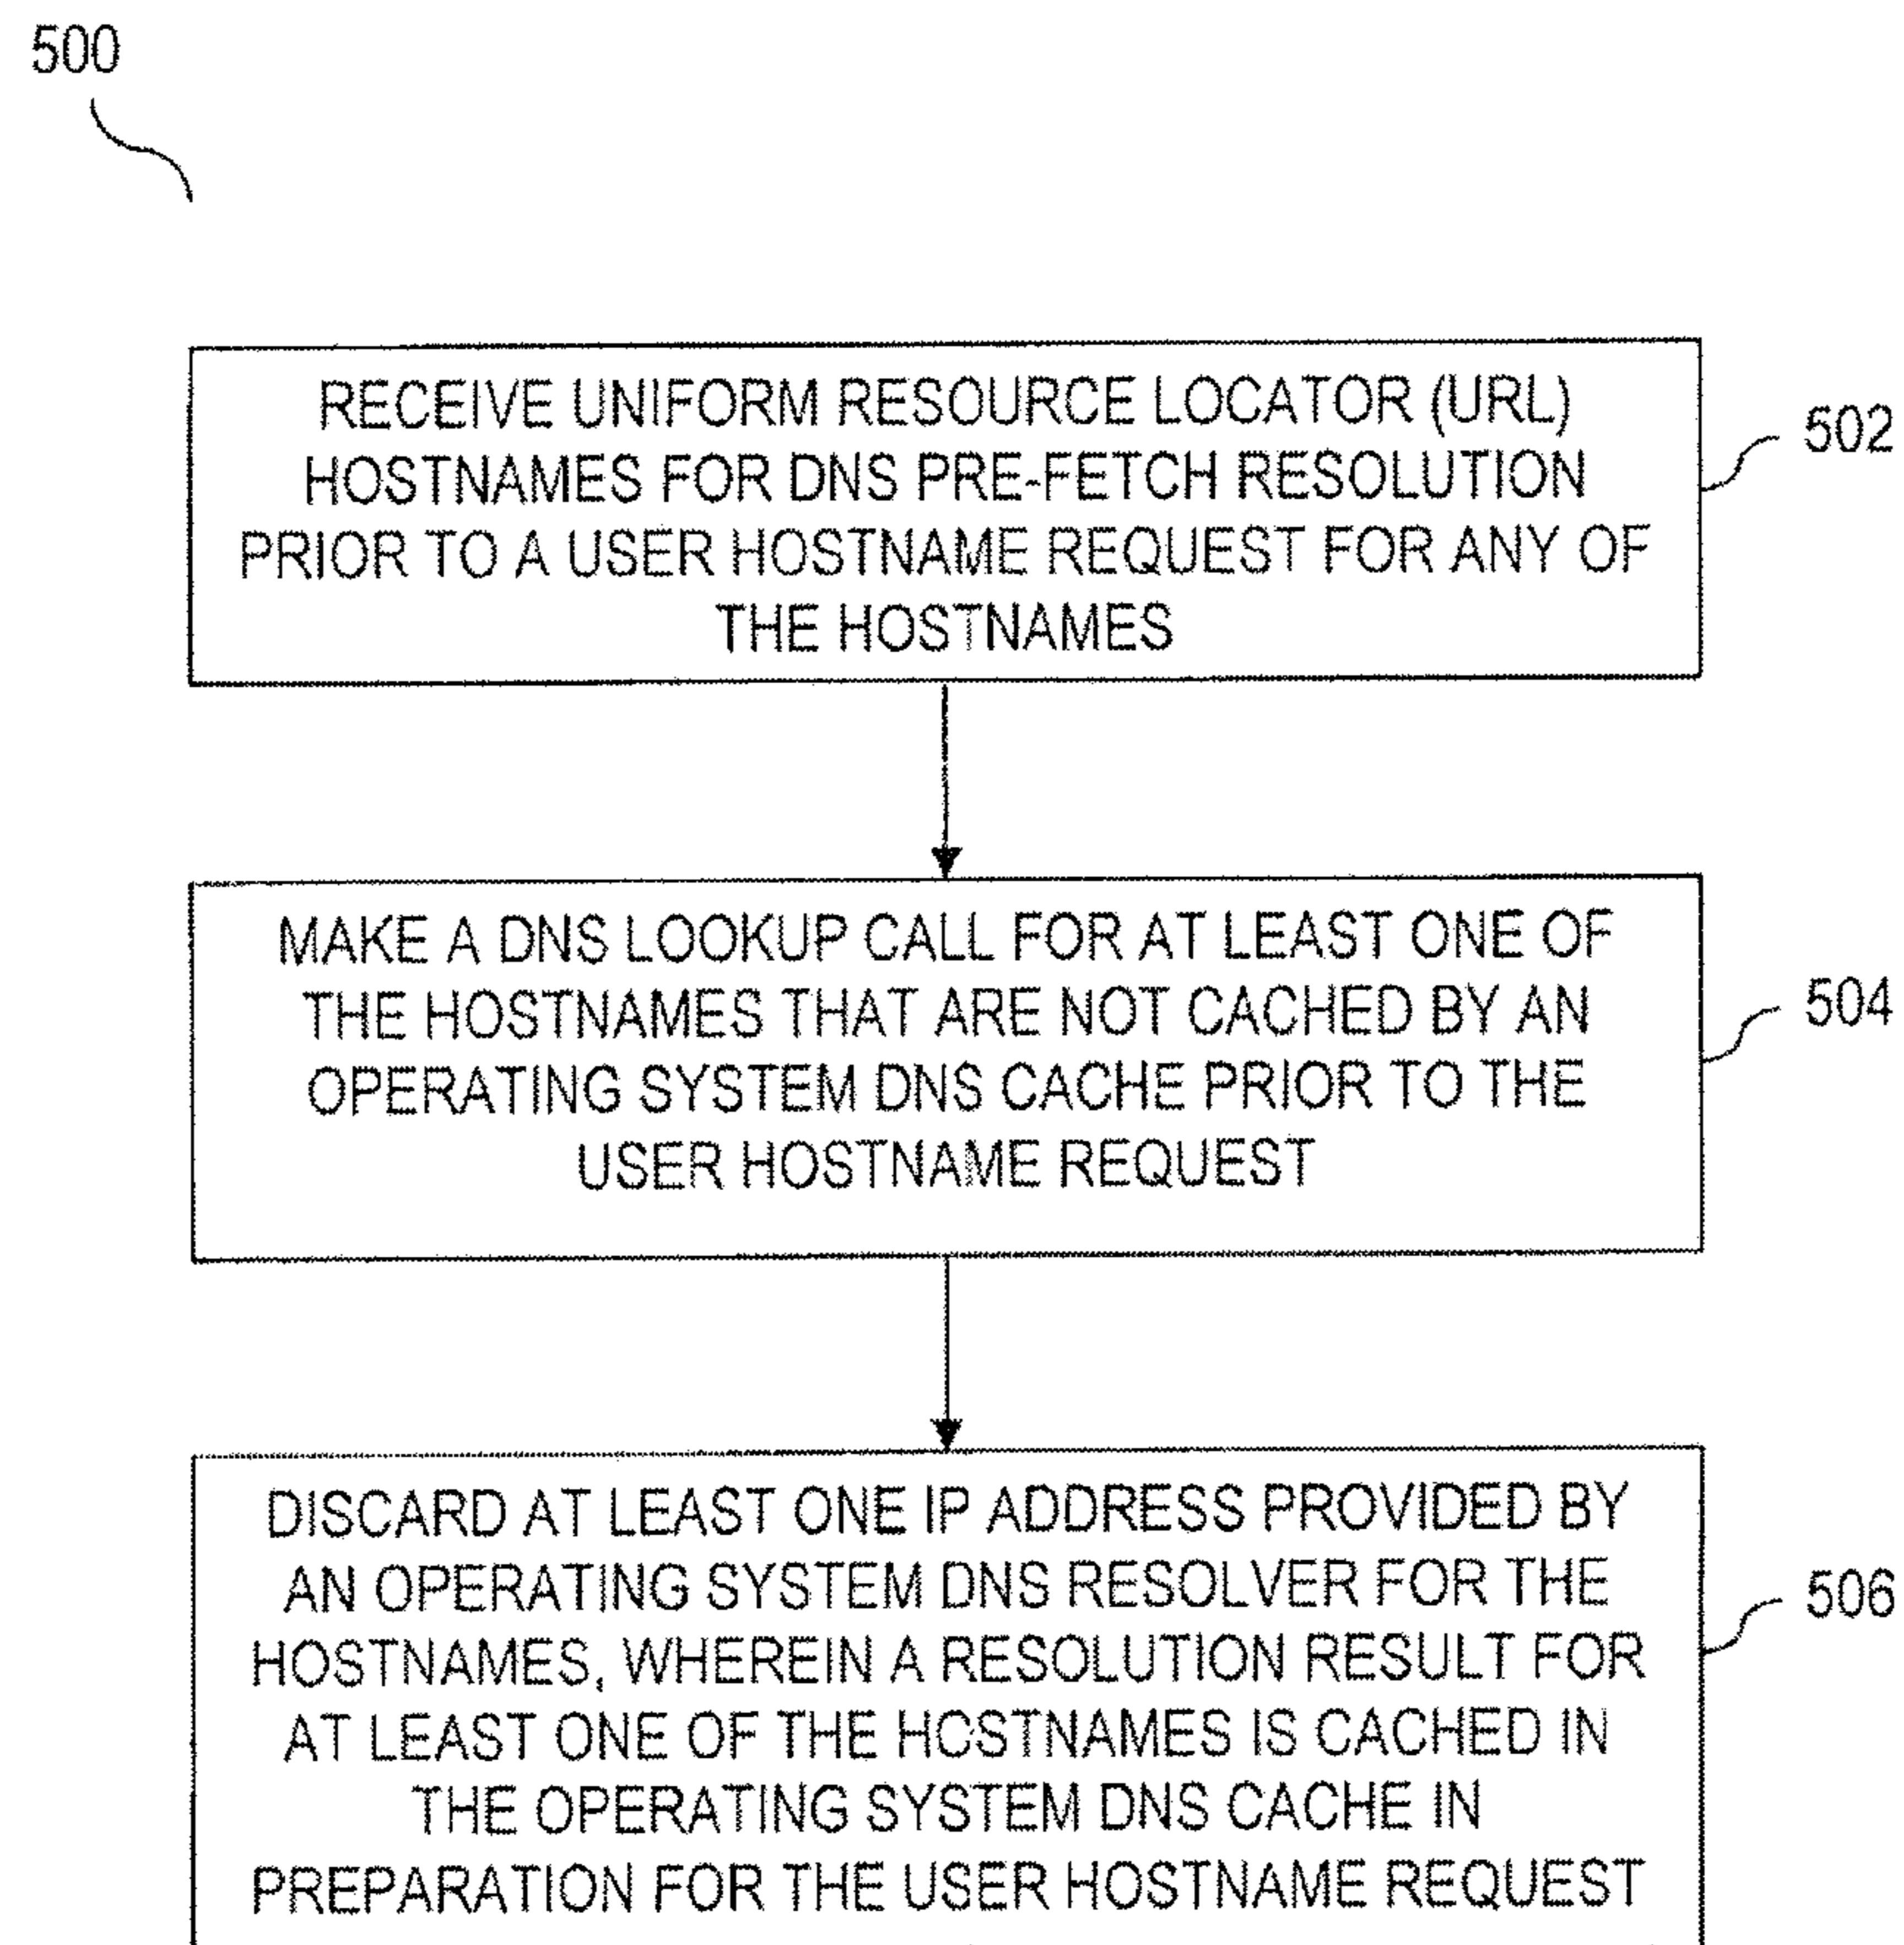 500
RECEIVE UNIFORM RESOURCE LOCATOR (URL)
HOSTNAMES FOR DNS PRE-FETCH RESOLUTION
PRIOR TO A USER HOSTNAME REQUEST FOR ANY OF
THE HOSTNAMES
502
MAKE A DNS LOOKUP CALL FOR AT LEAST ONE OF
THE HOSTNAMES THAT ARE NOT CACHED BY AN
OPERATING SYSTEM DNS CACHE PRIOR TO THE
USER HOSTNAME REQUEST
504
DISCARD AT LEAST ONE IP ADDRESS PROVIDED BY
AN OPERATING SYSTEM DNS RESOLVER FOR THE
HOSTNAMES, WHEREIN A RESOLUTION RESULT FOR
AT LEAST ONE OF THE HOSTNAMES IS CACHED IN
THE OPERATING SYSTEM DNS CACHE IN
PREPARATION FOR THE USER HOSTNAME REQUEST
506